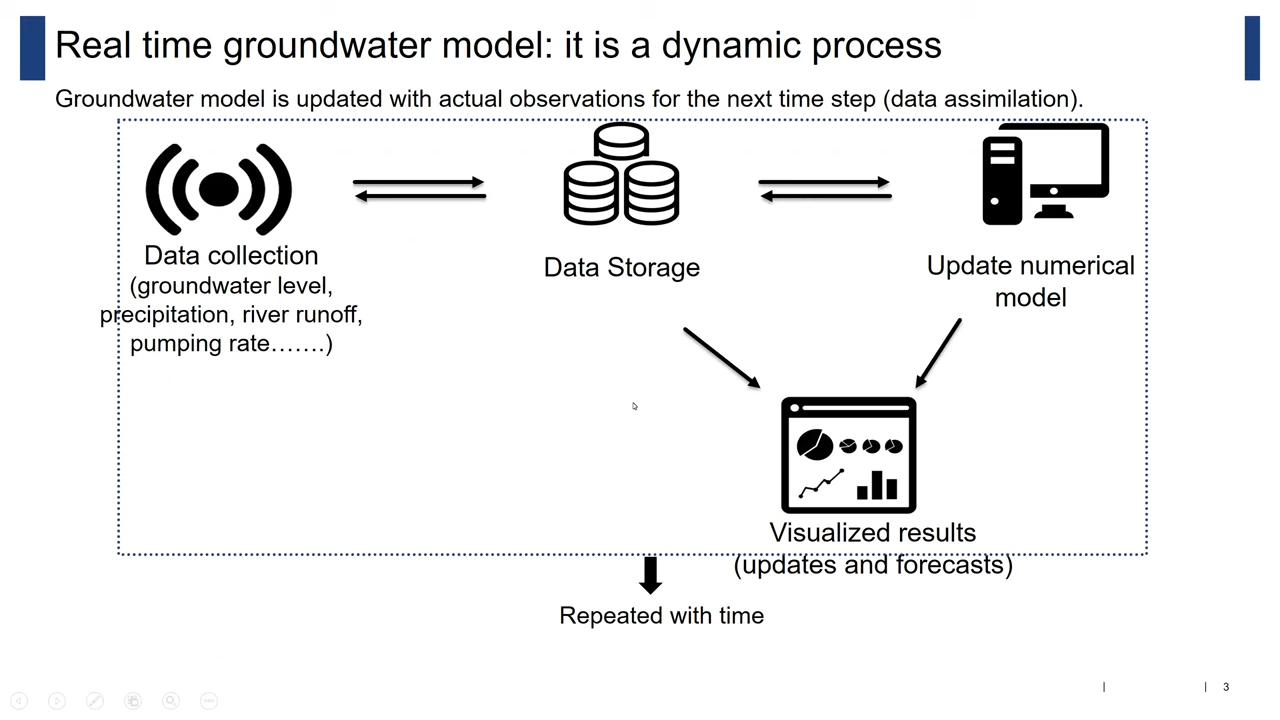 Real time groundwater model: it is a dynamic process
Groundwater model is updated with actual observations for the next time step (data assimilation).
Data collection
(groundwater level,
precipitation, river runoff,
pumping rate…….)
Data Storage
Update numerical
model
Visualized results
(updates and forecasts)
Repeated with time
| | 3